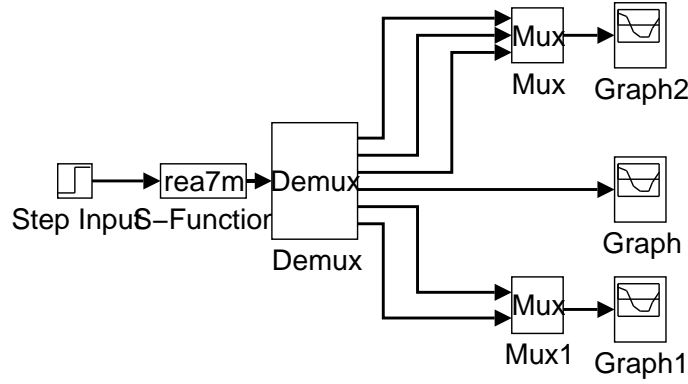 Mux
Mux
Graph2
rea7m
Demux
Step Input
S−Function
Demux
Graph
Mux
Mux1
Graph1